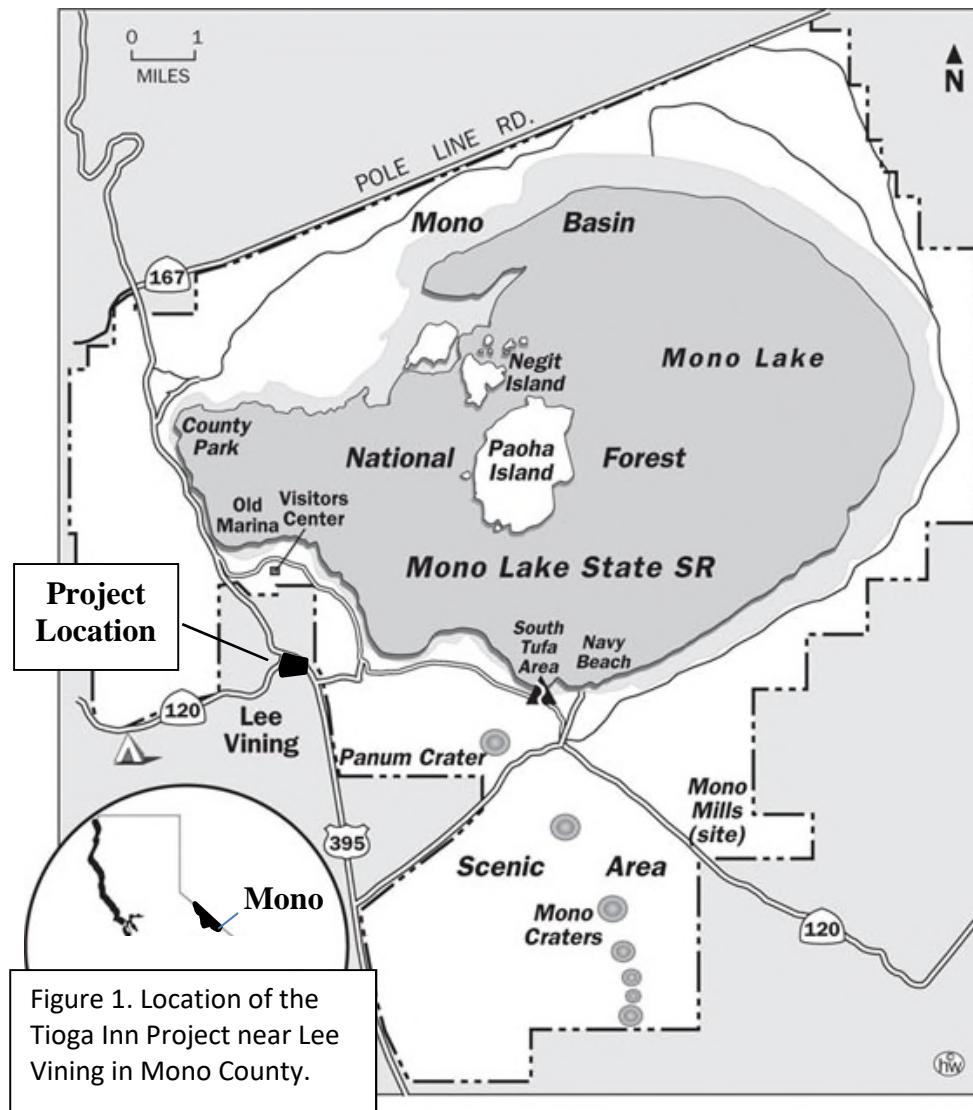 0 1
MILES
N
POLE LINE RD.
Mono Basin
167
Negit
Island
Mono Lake
County
Park
National
Paoha
Island
Forest
Old
Marina
Visitors
Center
Mono Lake State SR
Project
Location
South
Tufa
Area
Navy
Beach
120
Lee
Vining
Panum Crater
Mono
Mills
(site)
395
Scenic Area
Mono
Mono
Craters
120
Figure 1. Location of the
Tioga Inn Project near Lee
Vining in Mono County.
hw